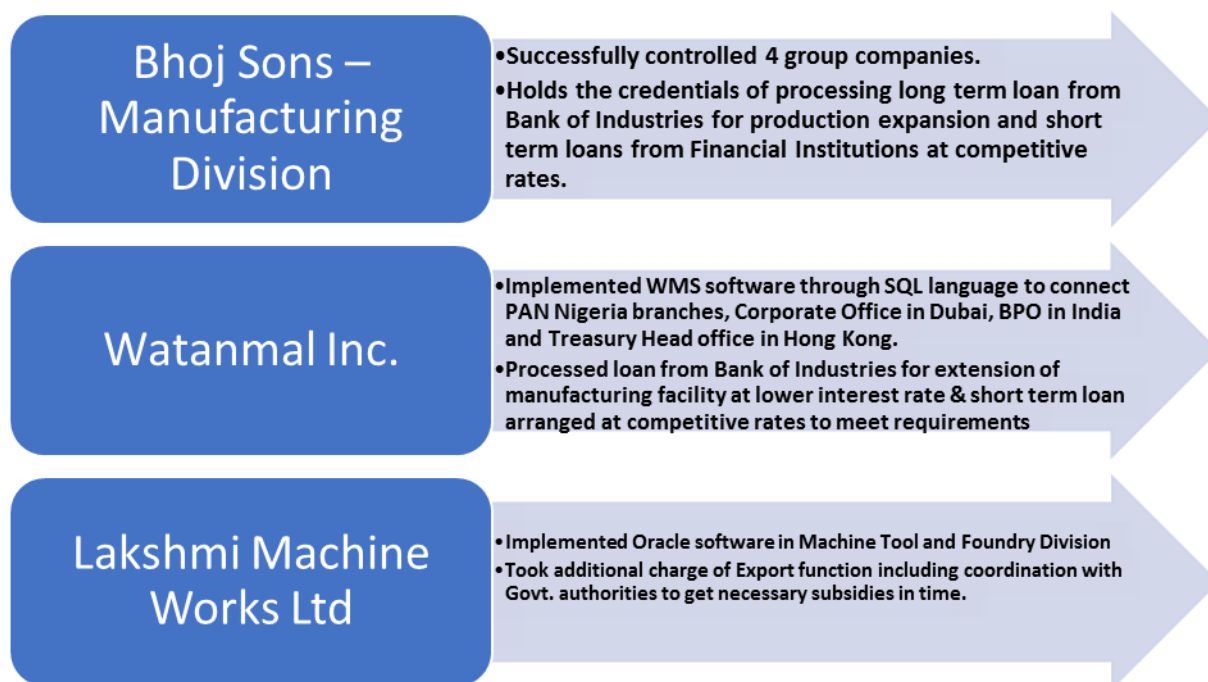 Bhoj Sons –
Manufacturing
Division
•Successfully controlled 4 group companies.
•Holds the credentials of processing long term loan from
Bank of Industries for production expansion and short
term loans from Financial Institutions at competitive
rates.
Watanmal Inc.
•Implemented WMS software through SQL language to connect
PAN Nigeria branches, Corporate Office in Dubai, BPO in India
and Treasury Head office in Hong Kong.
•Processed loan from Bank of Industries for extension of
manufacturing facility at lower interest rate & short term loan
arranged at competitive rates to meet requirements
Lakshmi Machine
Works Ltd
•Implemented Oracle software in Machine Tool and Foundry Division
•Took additional charge of Export function including coordination with
Govt. authorities to get necessary subsidies in time.